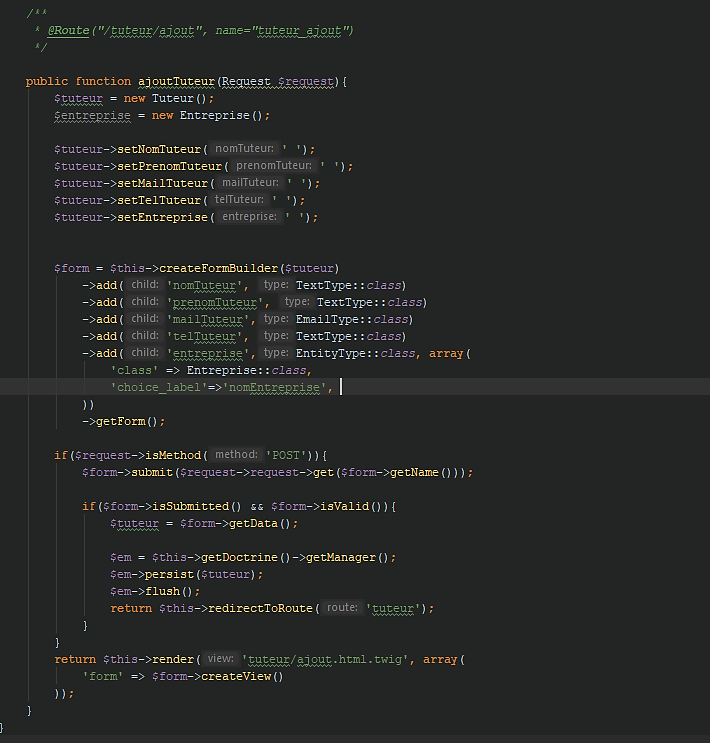 /**
* @Route("/tuteur/ajout", name="tuteur_ajout")
*/
public function ajoutTuteur(Request $request){
$tuteur = new Tuteur();
$entreprise = new Entreprise();
$tuteur->setNomTuteur( nomTuteur: ' ');
$tuteur->setPrenomTuteur( prenomTuteur: ' ');
$tuteur->setMailTuteur( mailTuteur: ' ');
$tuteur->setTelTuteur( telTuteur: ' ');
$tuteur->setEntreprise( entreprise: ' ');
$form = $this->createFormBuilder($tuteur)
->add( child: 'nomTuteur', type: TextType::class)
->add( child: 'prenomTuteur', type: TextType::class)
->add( child: 'mailTuteur', type: EmailType::class)
->add( child: 'telTuteur', type: TextType::class)
->add( child: 'entreprise', type: EntityType::class, array(
'class' => Entreprise::class,
'choice_label'=>'nomEntreprise',
))
->getForm();
if($request->isMethod( method: 'POST')){
$form->submit($request->request->get($form->getName()));
if($form->isSubmitted() && $form->isValid()){
$tuteur = $form->getData();
$em = $this->getDoctrine()->getManager();
$em->persist($tuteur);
$em->flush();
return $this->redirectToRoute( route: 'tuteur');
}
}
return $this->render( view: 'tuteur/ajout.html.twig', array(
'form' => $form->createView()
));
}
}